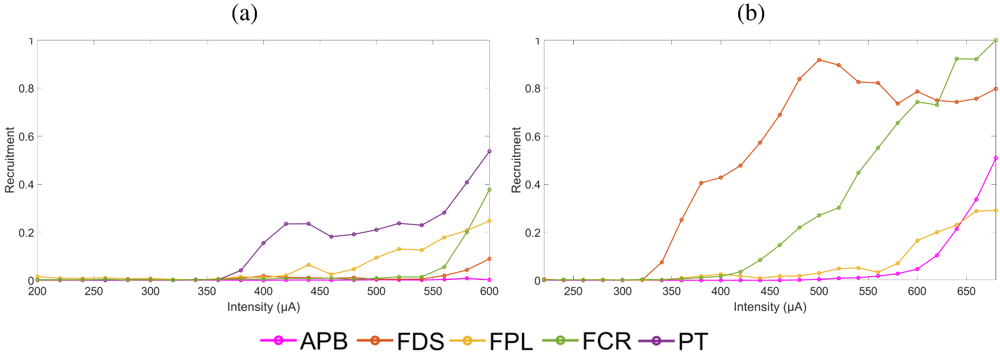 (a) (b)
1 1
0.8 0.8
0.6 0.6
0.4 0.4
0.2 0.2
0 0
Recruitment Recruitment
200 250 300 350 400 450 500 550 600 250 300 350 400 450 500 550 600 650
Intensity (µA) Intensity (µA)
APB FDS FPL FCR PT